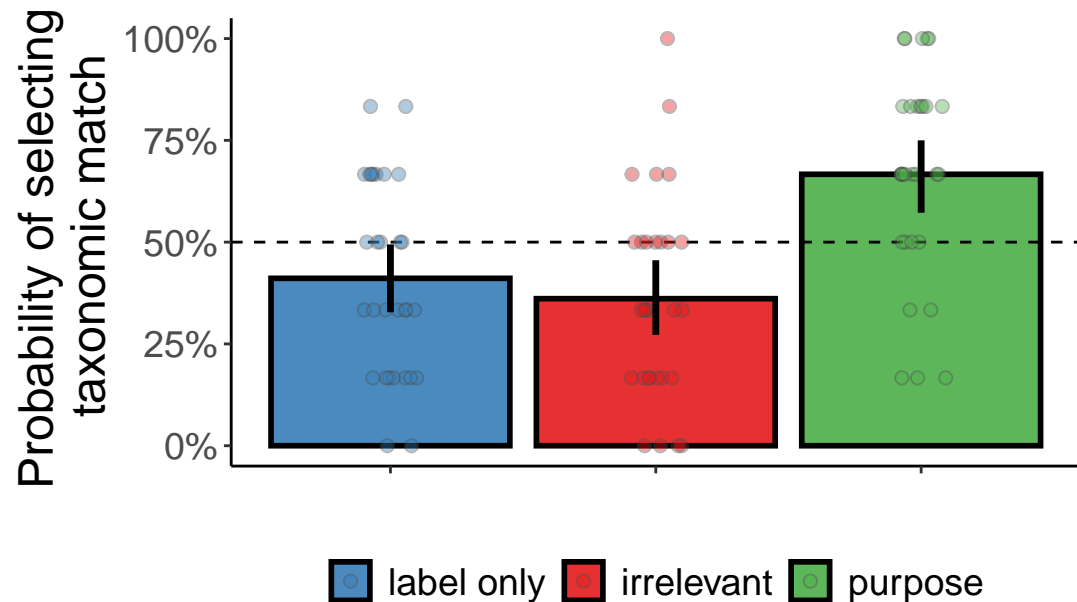 Probability of selecting
taxonomic match
100%
75%
50%
25%
0%
label only
irrelevant
purpose